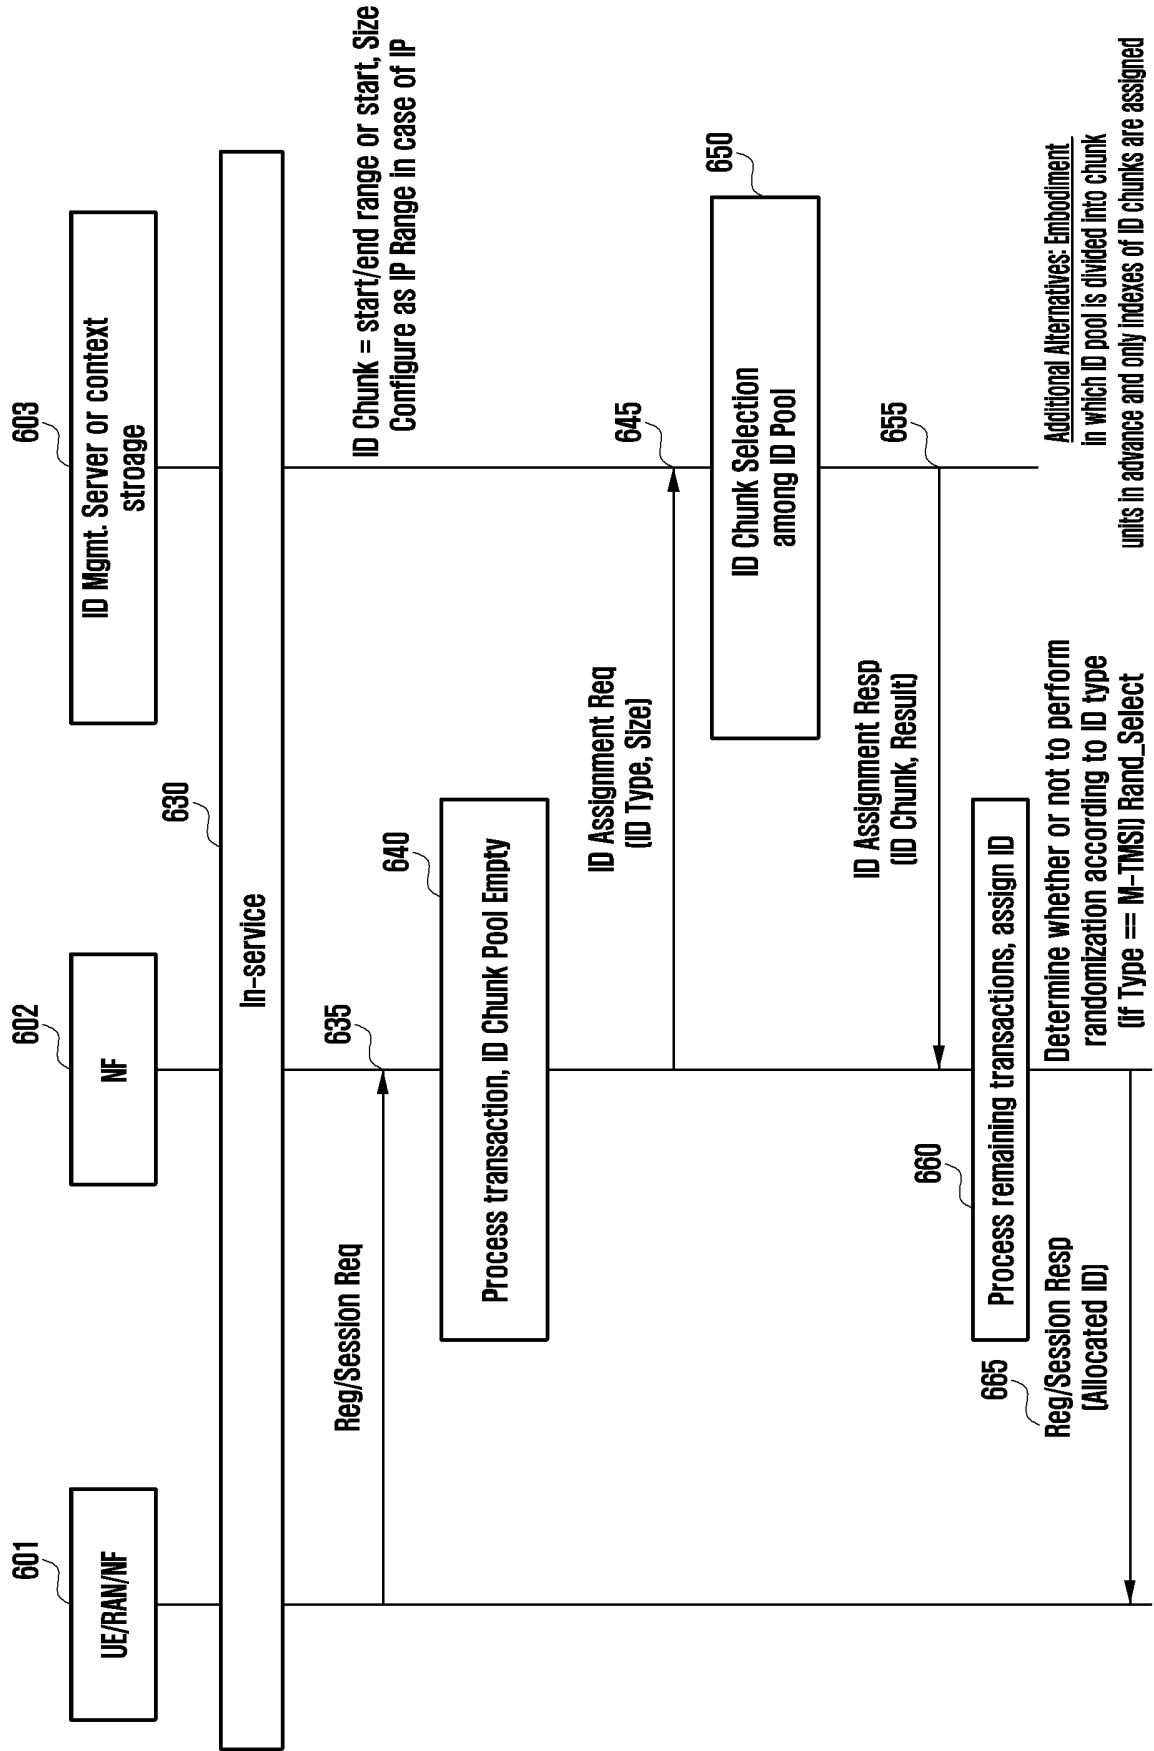 601
UE/RAN/NF
602
NF
603
ID Mgmt. Server or context
stroage
630
In-service
Reg/Session Req
635
ID Chunk = start/end range or start, Size
Configure as IP Range in case of IP
640
Process transaction, ID Chunk Pool Empty
ID Assignment Req
(ID Type, Size)
645
650
ID Chunk Selection
among ID Pool
ID Assignment Resp
(ID Chunk, Result)
655
660
Process remaining transactions, assign ID
665
Reg/Session Resp
(Allocated ID)
Determine whether or not to perform
randomization according to ID type
(if Type == M-TMSI) Rand_Select
Additional Alternatives: Embodiment
in which ID pool is divided into chunk
units in advance and only indexes of ID chunks are assigned